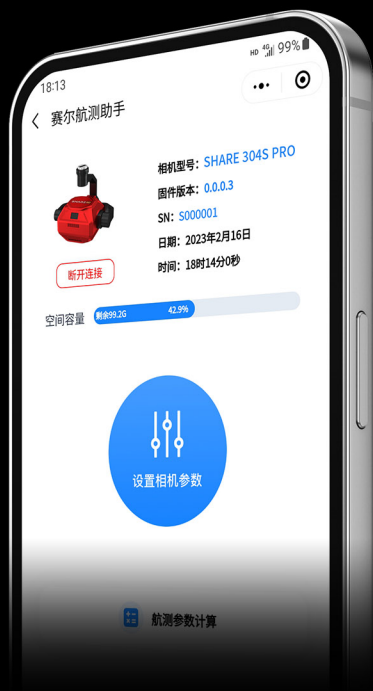 18:13
HD 4G 99%
赛尔航测助手
相机型号：SHARE 304S PRO
固件版本：0.0.0.3
SN：S000001
日期：2023年2月16日
时间：18时14分0秒
断开连接
空间容量 剩余99.2G 42.9%
设置相机参数
航测参数计算